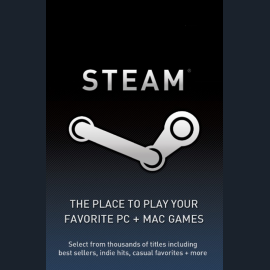 STEAM®
THE PLACE TO PLAY YOUR
FAVORITE PC + MAC GAMES
Select from thousands of titles including
best sellers, indie hits, casual favorites + more